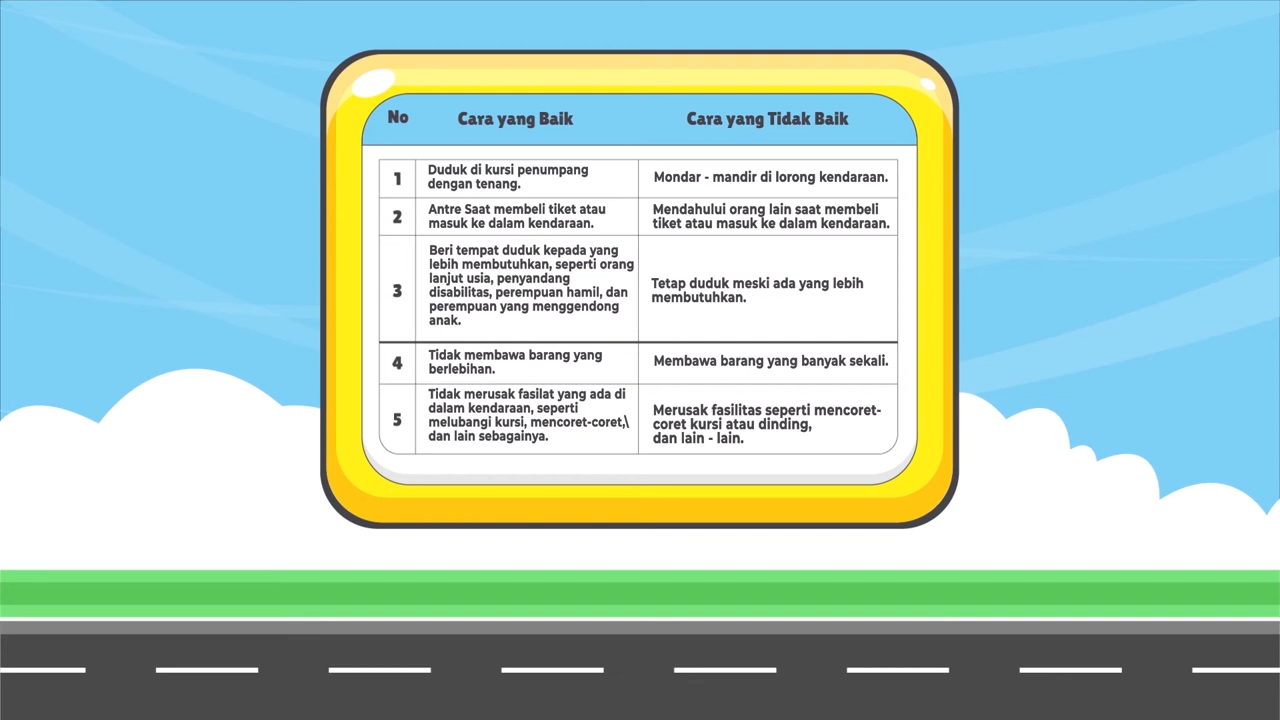 No Cara yang Baik Cara yang Tidak Baik
1 Duduk di kursi penumpang
dengan tenang.
Mondar - mandir di lorong kendaraan.
2 Antre Saat membeli tiket atau
masuk ke dalam kendaraan.
Mendahului orang lain saat membeli
tiket atau masuk ke dalam kendaraan.
3 Beri tempat duduk kepada yang
lebih membutuhkan, seperti orang
lanjut usia, penyandang
disabilitas, perempuan hamil, dan
perempuan yang menggendong
anak.
Tetap duduk meski ada yang lebih
membutuhkan.
4 Tidak membawa barang yang
berlebihan.
Membawa barang yang banyak sekali.
5 Tidak merusak fasilat yang ada di
dalam kendaraan, seperti
melubangi kursi, mencoret-coret,\
dan lain sebagainya.
Merusak fasilitas seperti mencoret-
coret kursi atau dinding,
dan lain - lain.